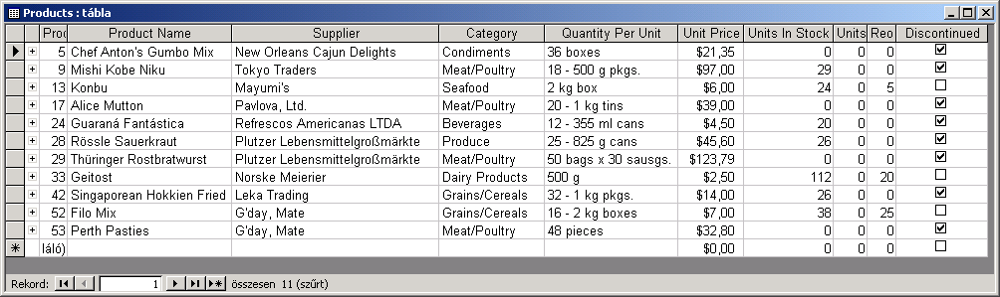 Products : tábla
Proc Product Name Supplier Category Quantity Per Unit Unit Price Units In Stock Units Reo Discontinued
5 Chef Anton's Gumbo Mix New Orleans Cajun Delights Condiments 36 boxes $21,35 0 0 0
9 Mishi Kobe Niku Tokyo Traders Meat/Poultry 18 - 500 g pkgs. $97,00 29 0 0
13 Konbu Mayumi's Seafood 2 kg box $6,00 24 0 5
17 Alice Mutton Pavlova, Ltd. Meat/Poultry 20 - 1 kg tins $39,00 0 0 0
24 Guaraná Fantástica Refrescos Americanas LTDA Beverages 12 - 355 ml cans $4,50 20 0 0
28 Rössle Sauerkraut Plutzer Lebensmittelgroßmärkte Produce 25 - 825 g cans $45,60 26 0 0
29 Thüringer Rostbratwurst Plutzer Lebensmittelgroßmärkte Meat/Poultry 50 bags x 30 sausgs. $123,79 0 0 0
33 Geitost Norske Meierier Dairy Products 500 g $2,50 112 0 20
42 Singaporean Hokkien Fried Leka Trading Grains/Cereals 32 - 1 kg pkgs. $14,00 26 0 0
52 Filo Mix G'day, Mate Grains/Cereals 16 - 2 kg boxes $7,00 38 0 25
53 Perth Pasties G'day, Mate Meat/Poultry 48 pieces $32,80 0 0 0
láló) $0,00 0 0 0
Rekord: 1 összesen 11 (szűrt)